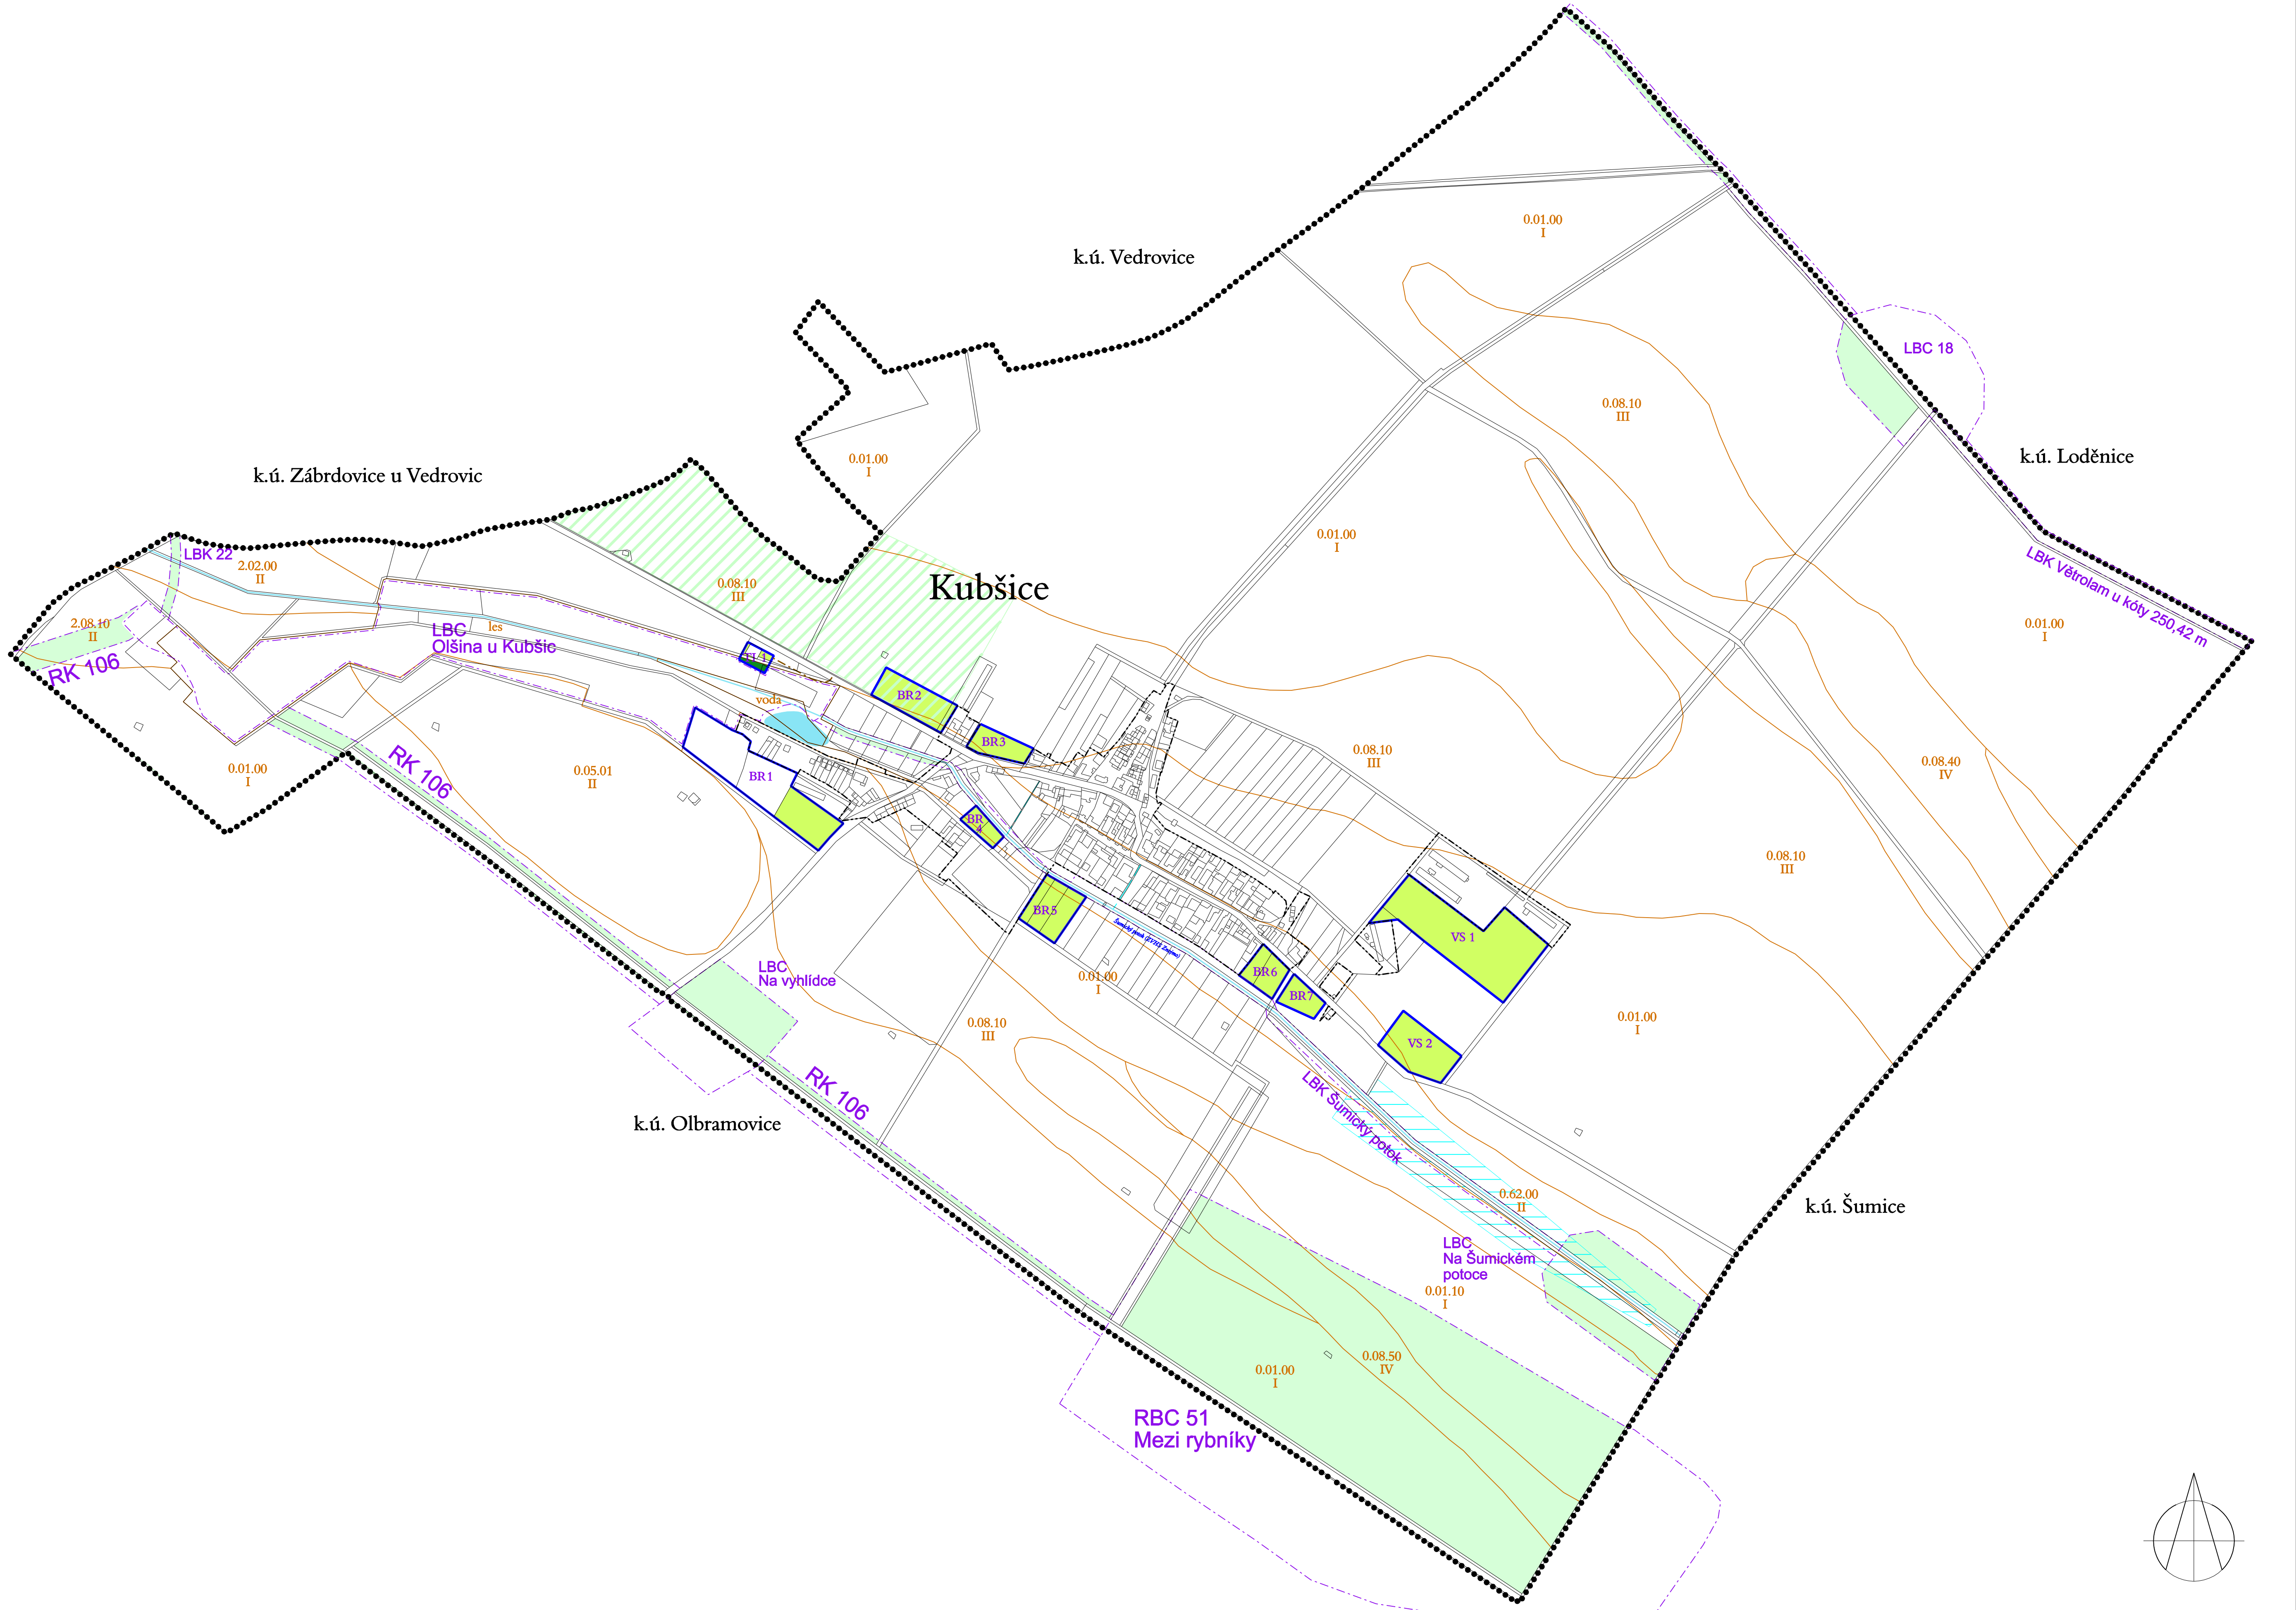 0.01.00
I
k.ú. Vedrovice
LBC 18
0.08.10
III
k.ú. Loděnice
0.01.00
I
k.ú. Zábrdovice u Vedrovic
0.01.00
I
LBK 22
2.02.00
II
0.08.10
III
Kubšice
LBK Větrolam u kóty 250,42 m
2.08.10
II
RK 106
LBC
Olšina u Kubšic
les
0.01.00
I
BR2
voda
BR3
0.08.10
III
0.08.40
IV
0.01.00
I
RK 106
0.05.01
II
BR1
BR
4
0.08.10
III
BR5
VS 1
LBC
Na vyhlídce
0.01.00
I
BR6
BR7
0.08.10
III
0.01.00
I
VS 2
RK 106
LBK Šumický potok
k.ú. Olbramovice
0.62.00
II
k.ú. Šumice
LBC
Na Šumickém
potoce
0.01.10
I
0.01.00
I
0.08.50
IV
RBC 51
Mezi rybníky